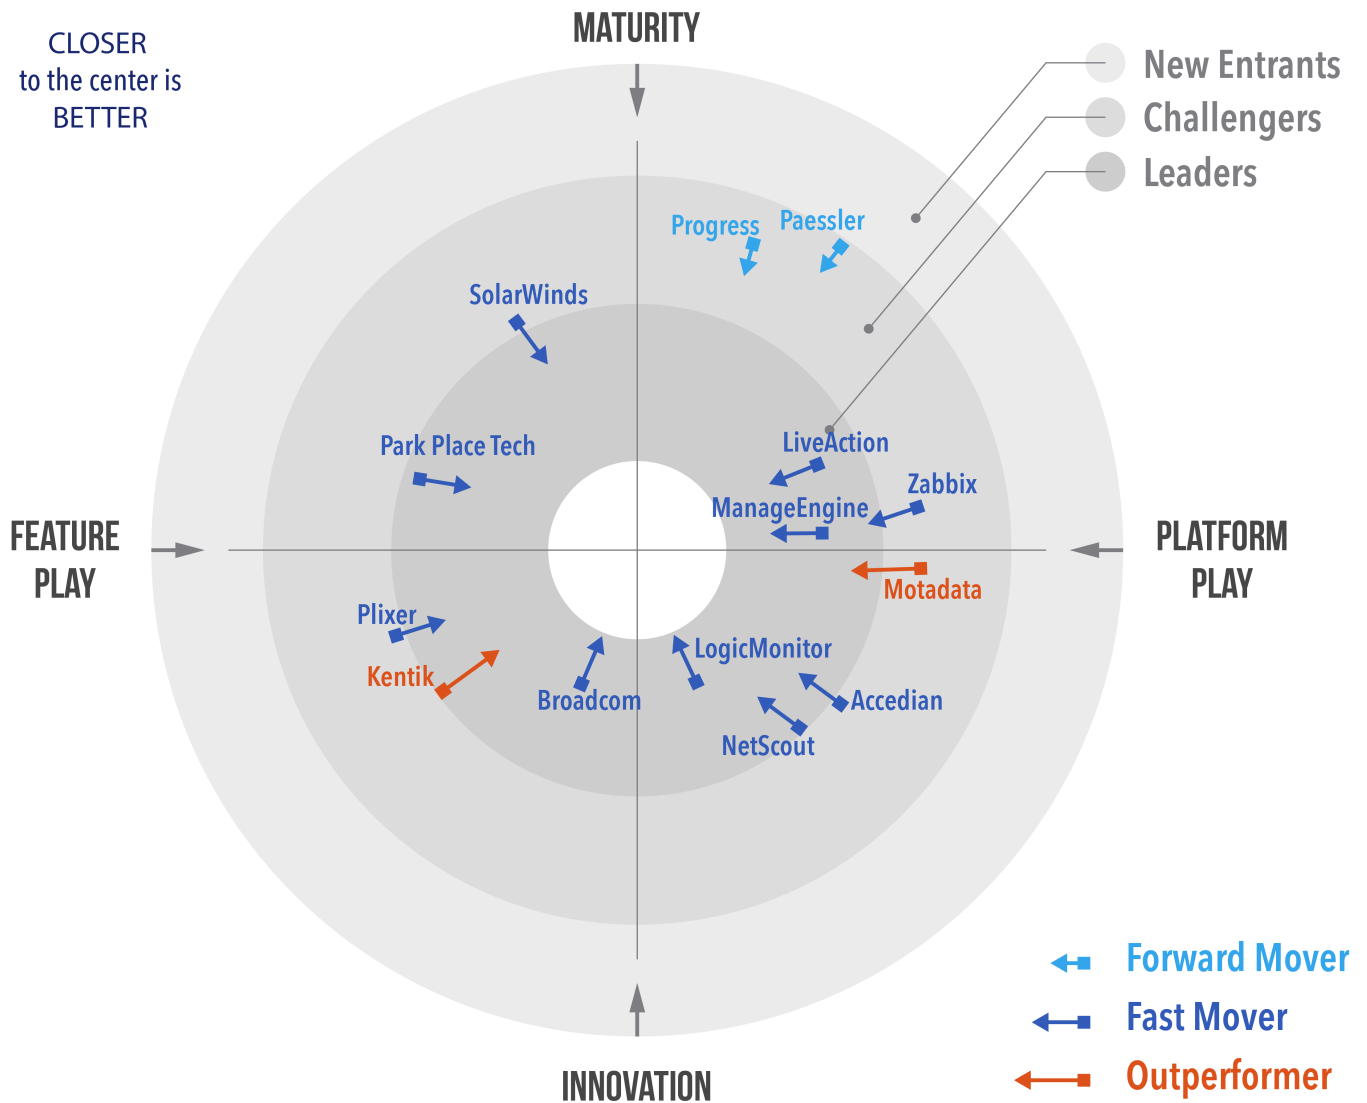 CLOSER
to the center is
BETTER
MATURITY
New Entrants
Challengers
Leaders
Progress
Paessler
SolarWinds
Park Place Tech
LiveAction
Zabbix
ManageEngine
FEATURE
PLAY
PLATFORM
PLAY
Motadata
Plixer
Kentik
LogicMonitor
Broadcom
Accedian
NetScout
Forward Mover
Fast Mover
Outperformer
INNOVATION